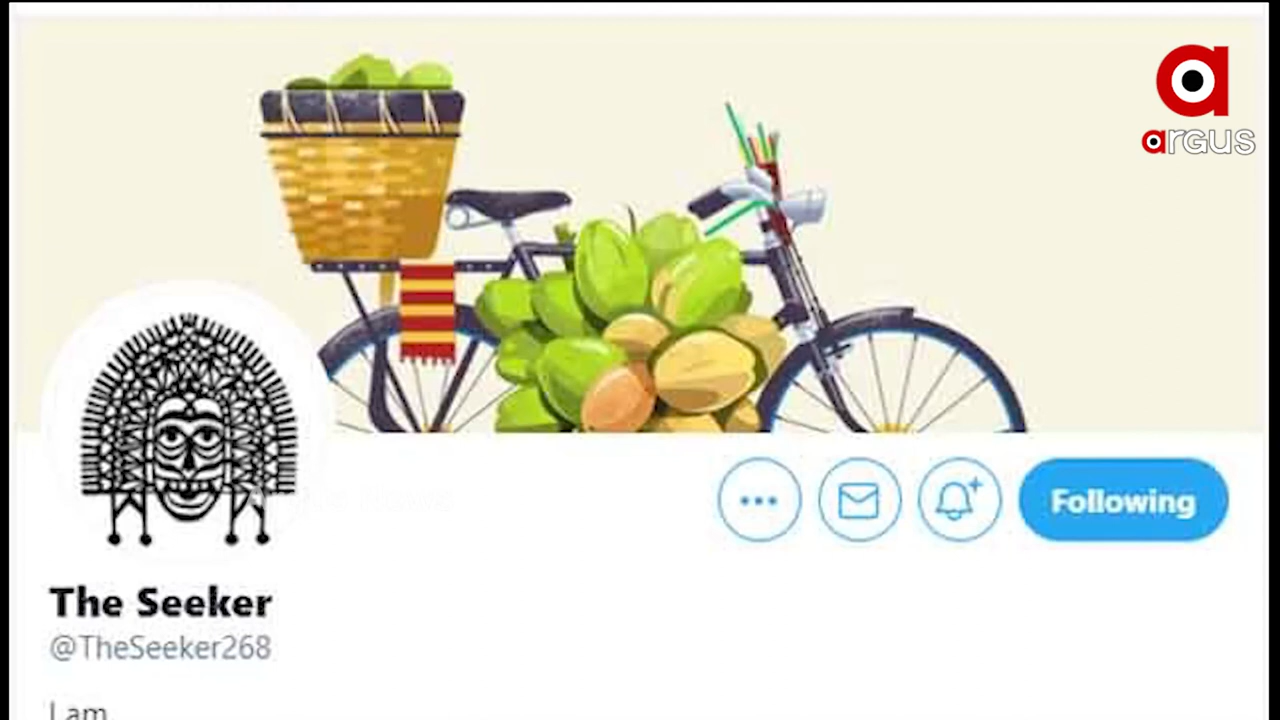 a
aRGUS
Following
The Seeker
@TheSeeker268
I am